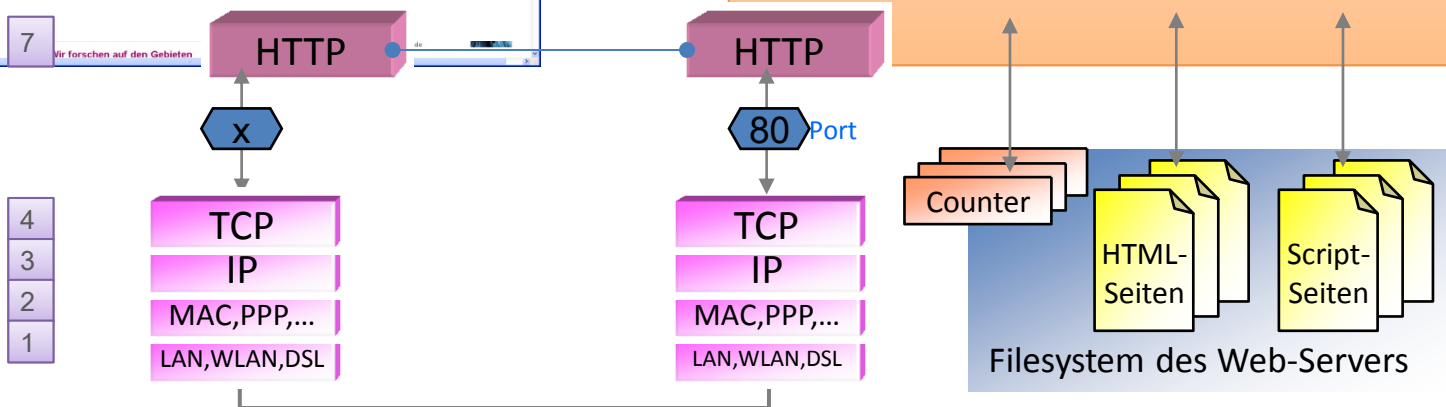 7
Wir forschen auf den Gebieten
HTTP
de
HTTP
x
80
Port
4
3
2
1
TCP
IP
MAC,PPP,...
LAN,WLAN,DSL
TCP
IP
MAC,PPP,...
LAN,WLAN,DSL
Counter
HTML-
Seiten
Script-
Seiten
Filesystem des Web-Servers